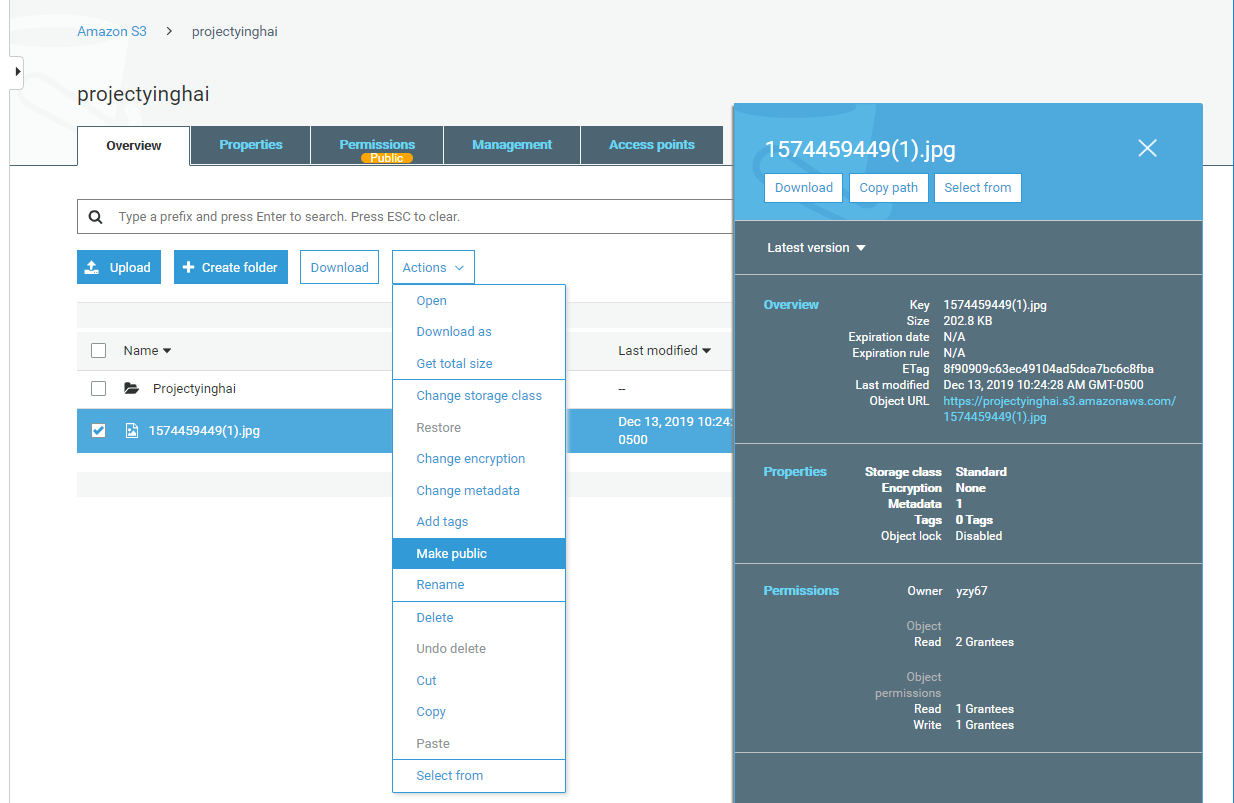 Amazon S3 > projectyinghai
projectyinghai
Overview
Properties
Permissions
Public
Management
Access points
Type a prefix and press Enter to search. Press ESC to clear.
Upload
Create folder
Download
Actions
Open
Download as
Get total size
Change storage class
Restore
Change encryption
Change metadata
Add tags
Make public
Rename
Delete
Undo delete
Cut
Copy
Paste
Select from
Name
Last modified
Projectyinghai
--
1574459449(1).jpg
Dec 13, 2019 10:24:
0500
1574459449(1).jpg
Download
Copy path
Select from
Latest version
Overview
Key 1574459449(1).jpg
Size 202.8 KB
Expiration date N/A
Expiration rule N/A
ETag 8f90909c63ec49104ad5dca7bc6c8fba
Last modified Dec 13, 2019 10:24:28 AM GMT-0500
Object URL https://projectyinghai.s3.amazonaws.com/
1574459449(1).jpg
Properties
Storage class Standard
Encryption None
Metadata 1
Tags 0 Tags
Object lock Disabled
Permissions
Owner yzy67
Object
Read 2 Grantees
Object
permissions
Read 1 Grantees
Write 1 Grantees